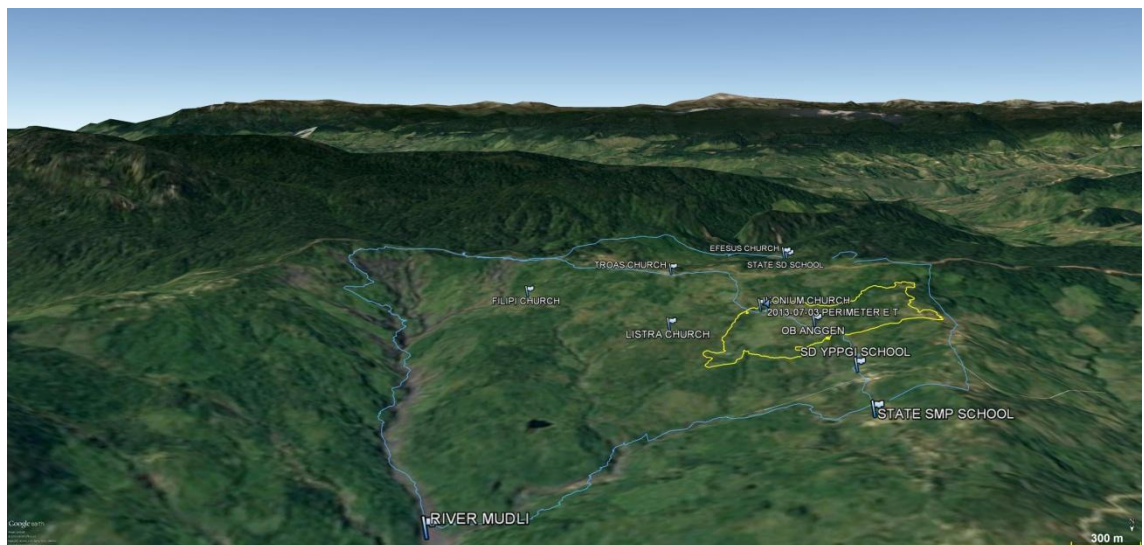 EFESUS CHURCH
TROAS CHURCH
STATE SD SCHOOL
FILIPI CHURCH
LONIUM CHURCH
2013-07-03 PERIMETER E T
LISTRA CHURCH
OB ANGGEN
SD YPPGI SCHOOL
STATE SMP SCHOOL
RIVER MUDLI
Google earth
300 m